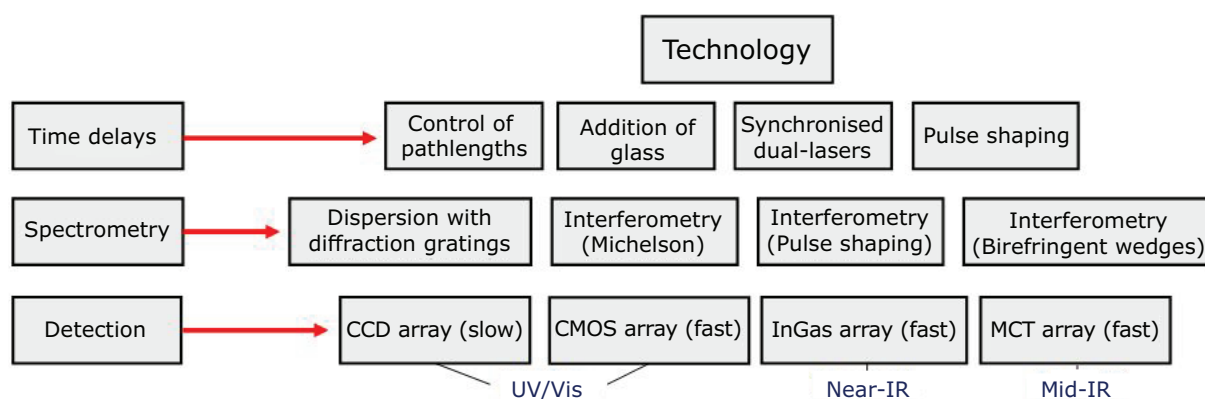 Technology
Time delays
Control of
pathlengths
Addition of
glass
Synchronised
dual-lasers
Pulse shaping
Spectrometry
Dispersion with
diffraction gratings
Interferometry
(Michelson)
Interferometry
(Pulse shaping)
Interferometry
(Birefringent wedges)
Detection
CCD array (slow)
CMOS array (fast)
InGas array (fast)
MCT array (fast)
UV/Vis
Near-IR
Mid-IR